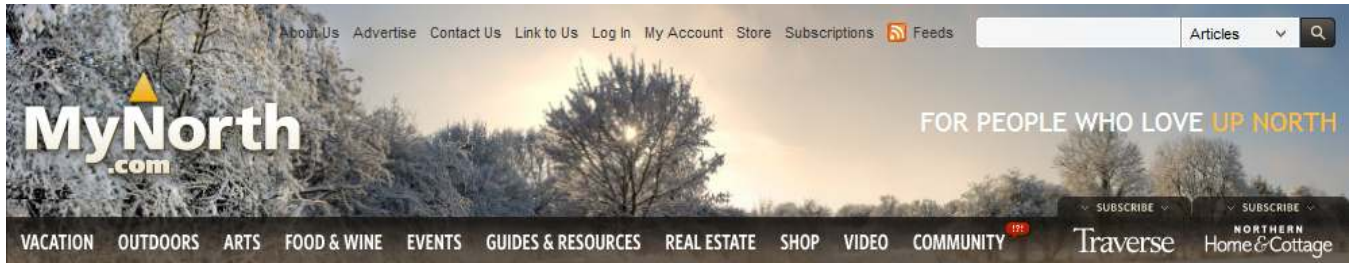 About Us Advertise Contact Us Link to Us Log In My Account Store Subscriptions Feeds Articles
MyNorth
.com
FOR PEOPLE WHO LOVE UP NORTH
SUBSCRIBE SUBSCRIBE
VACATION OUTDOORS ARTS FOOD & WINE EVENTS GUIDES & RESOURCES REAL ESTATE SHOP VIDEO COMMUNITY !?! Traverse NORTHERN
Home & Cottage